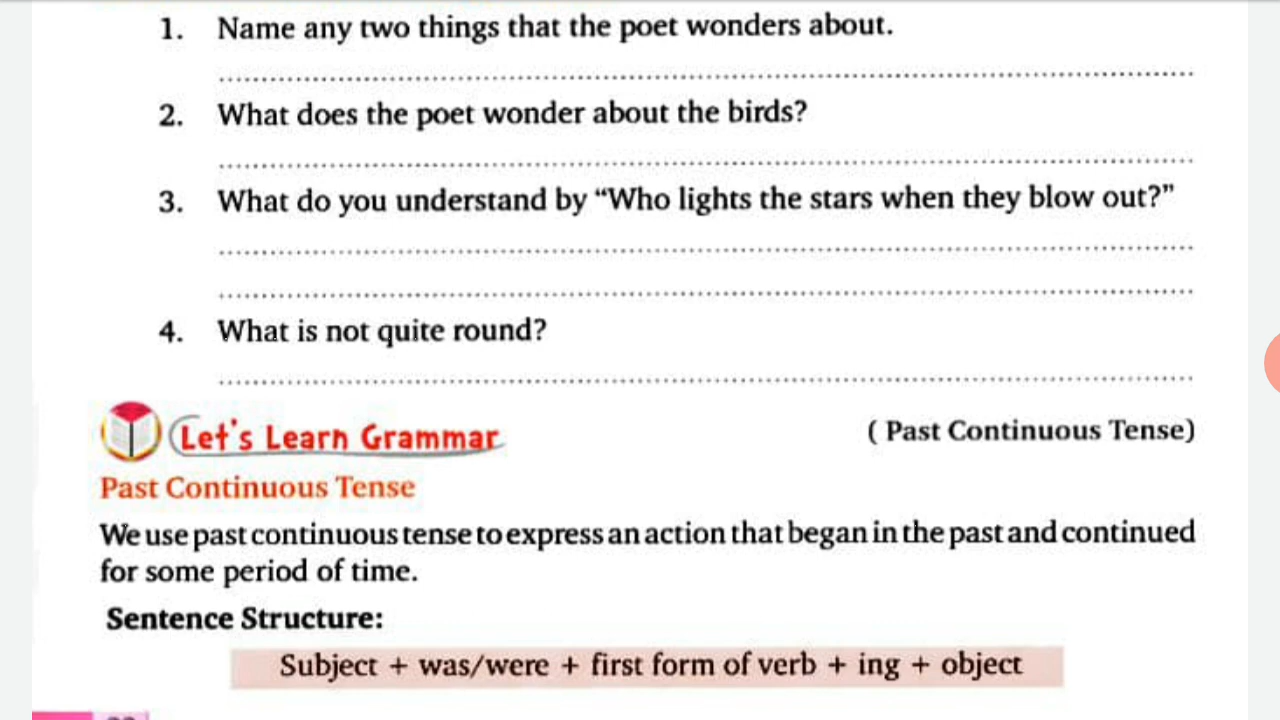 1. Name any two things that the poet wonders about.
2. What does the poet wonder about the birds?
3. What do you understand by “Who lights the stars when they blow out?”
4. What is not quite round?
Let's Learn Grammar
( Past Continuous Tense)
Past Continuous Tense
We use past continuous tense to express an action that began in the past and continued
for some period of time.
Sentence Structure:
Subject + was/were + first form of verb + ing + object